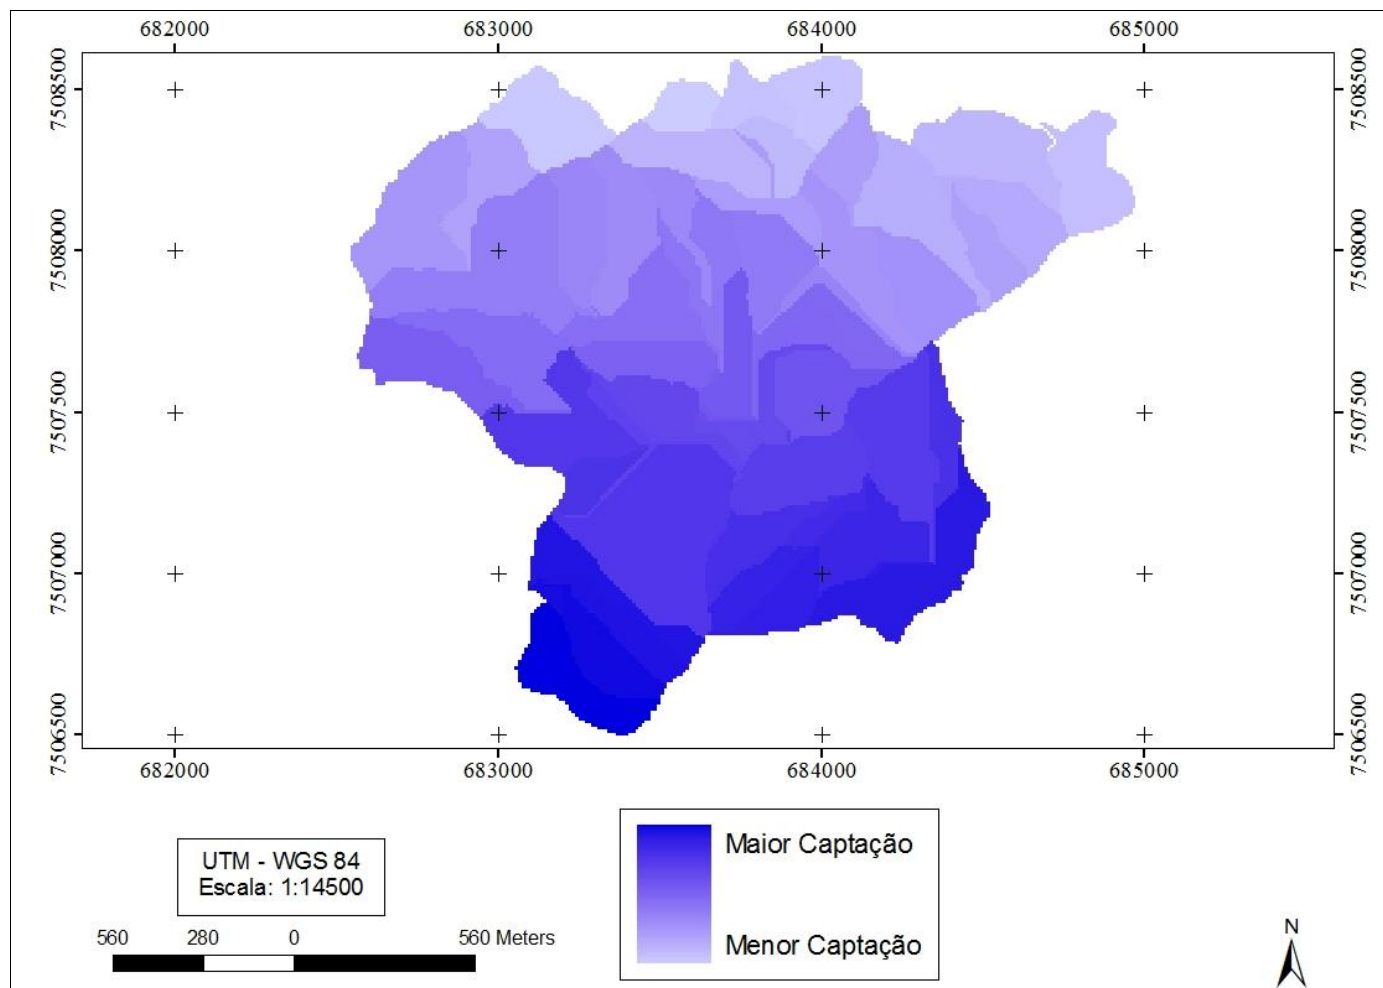 682000 683000 684000 685000
7508500 7508500
7508000 7508000
7507500 7507500
7507000 7507000
7506500 7506500
682000 683000 684000 685000
UTM - WGS 84
Escala: 1:14500
560 280 0 560 Meters
Maior Captação
Menor Captação
N